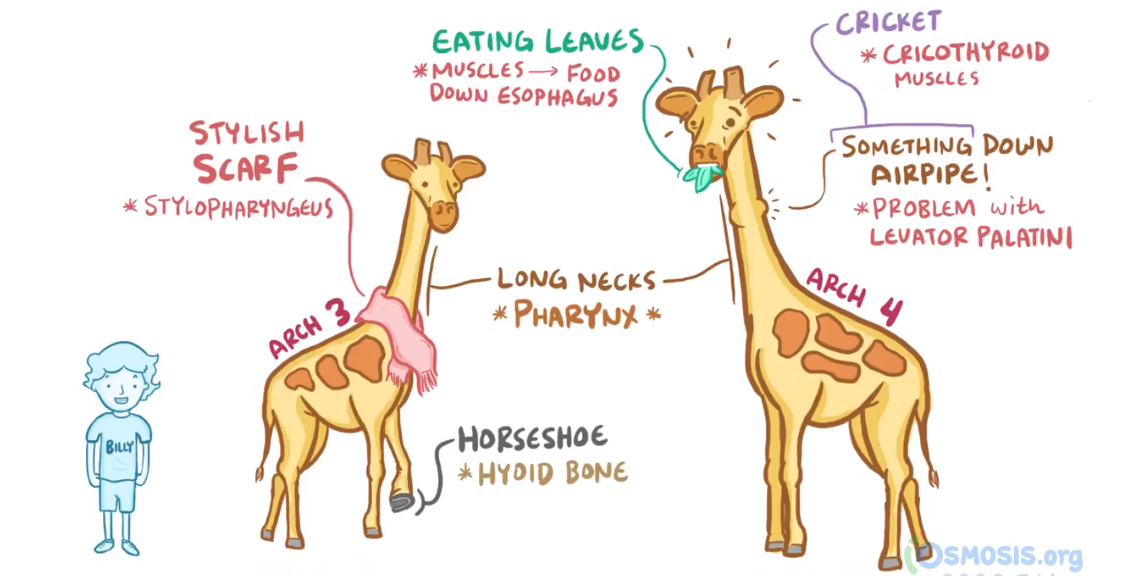 EATING LEAVES
*MUSCLES → FOOD
DOWN ESOPHAGUS
CRICKET
*CRICOTHYROID
MUSCLES
SOMETHING DOWN
AIRPIPE!
*PROBLEM with
LEVATOR PALATINI
STYLISH
SCARF
*STYLOPHARYNGEUS
LONG NECKS
*PHARYNX*
ARCH 3
ARCH 4
BILLY
HORSESHOE
*HYOID BONE
OSMOSIS.org